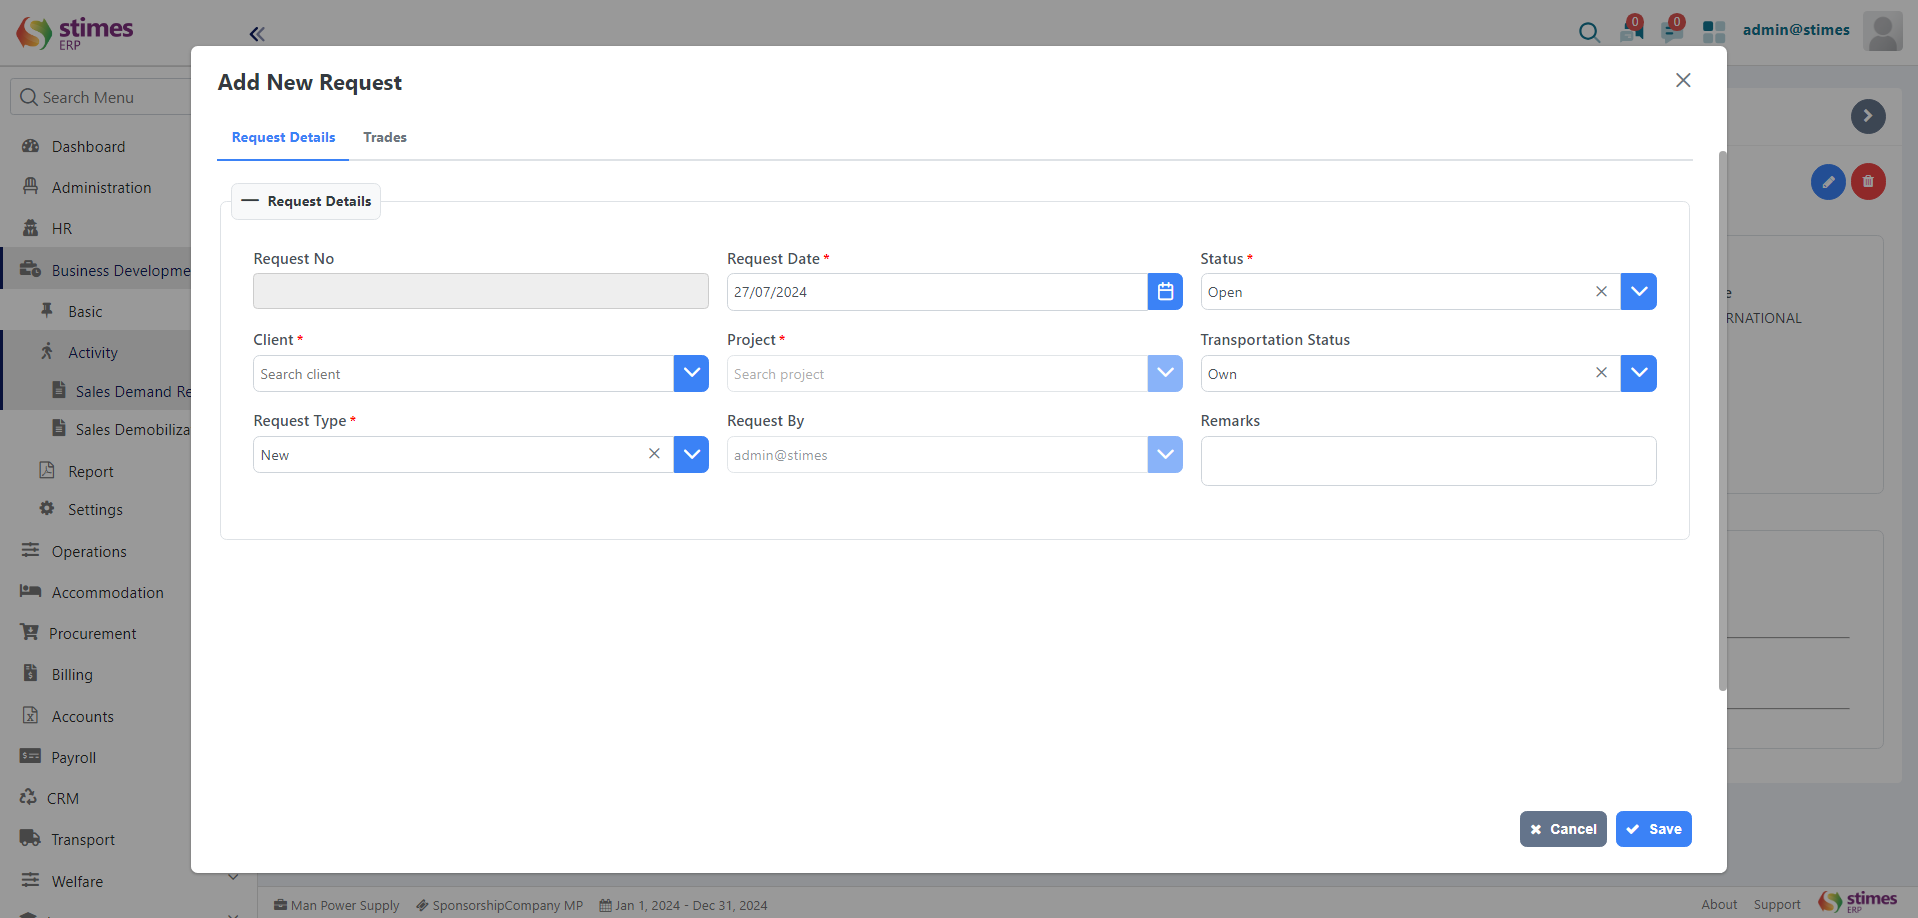 stimes
ERP
0
0
admin@stimes
Search Menu
Dashboard
Administration
HR
Business Developme
Basic
Activity
Sales Demand Re
Sales Demobiliza
Report
Settings
Operations
Accommodation
Procurement
Billing
Accounts
Payroll
CRM
Transport
Welfare
Add New Request
Request Details
Trades
Request Details
Request No
Request Date *
27/07/2024
Status *
Open
Client *
Search client
Project *
Search project
Transportation Status
Own
Request Type *
New
Request By
admin@stimes
Remarks
Cancel
Save
e
RNATIONAL
Man Power Supply
SponsorshipCompany MP
Jan 1, 2024 - Dec 31, 2024
About
Support
stimes
ERP